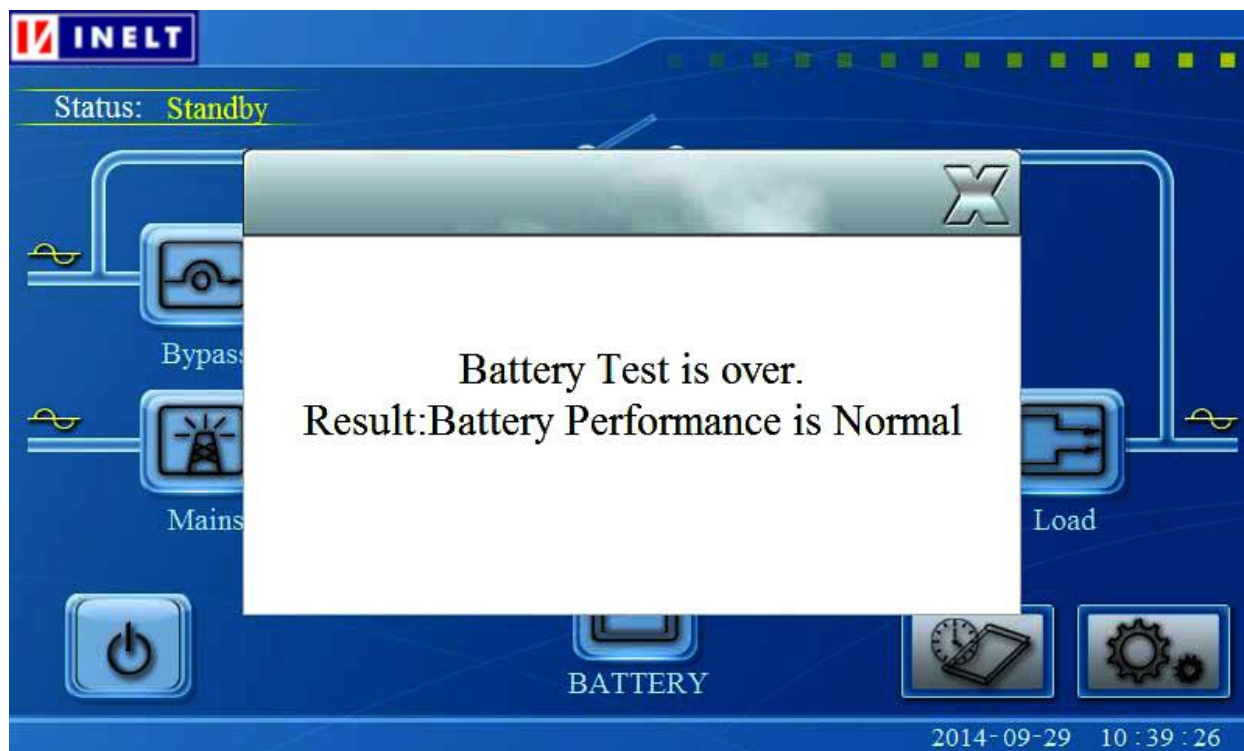 INELT
Status: Standby
Battery Test is over.
Result:Battery Performance is Normal
Bypass
Mains
Load
BATTERY
2014-09-29 10:39:26